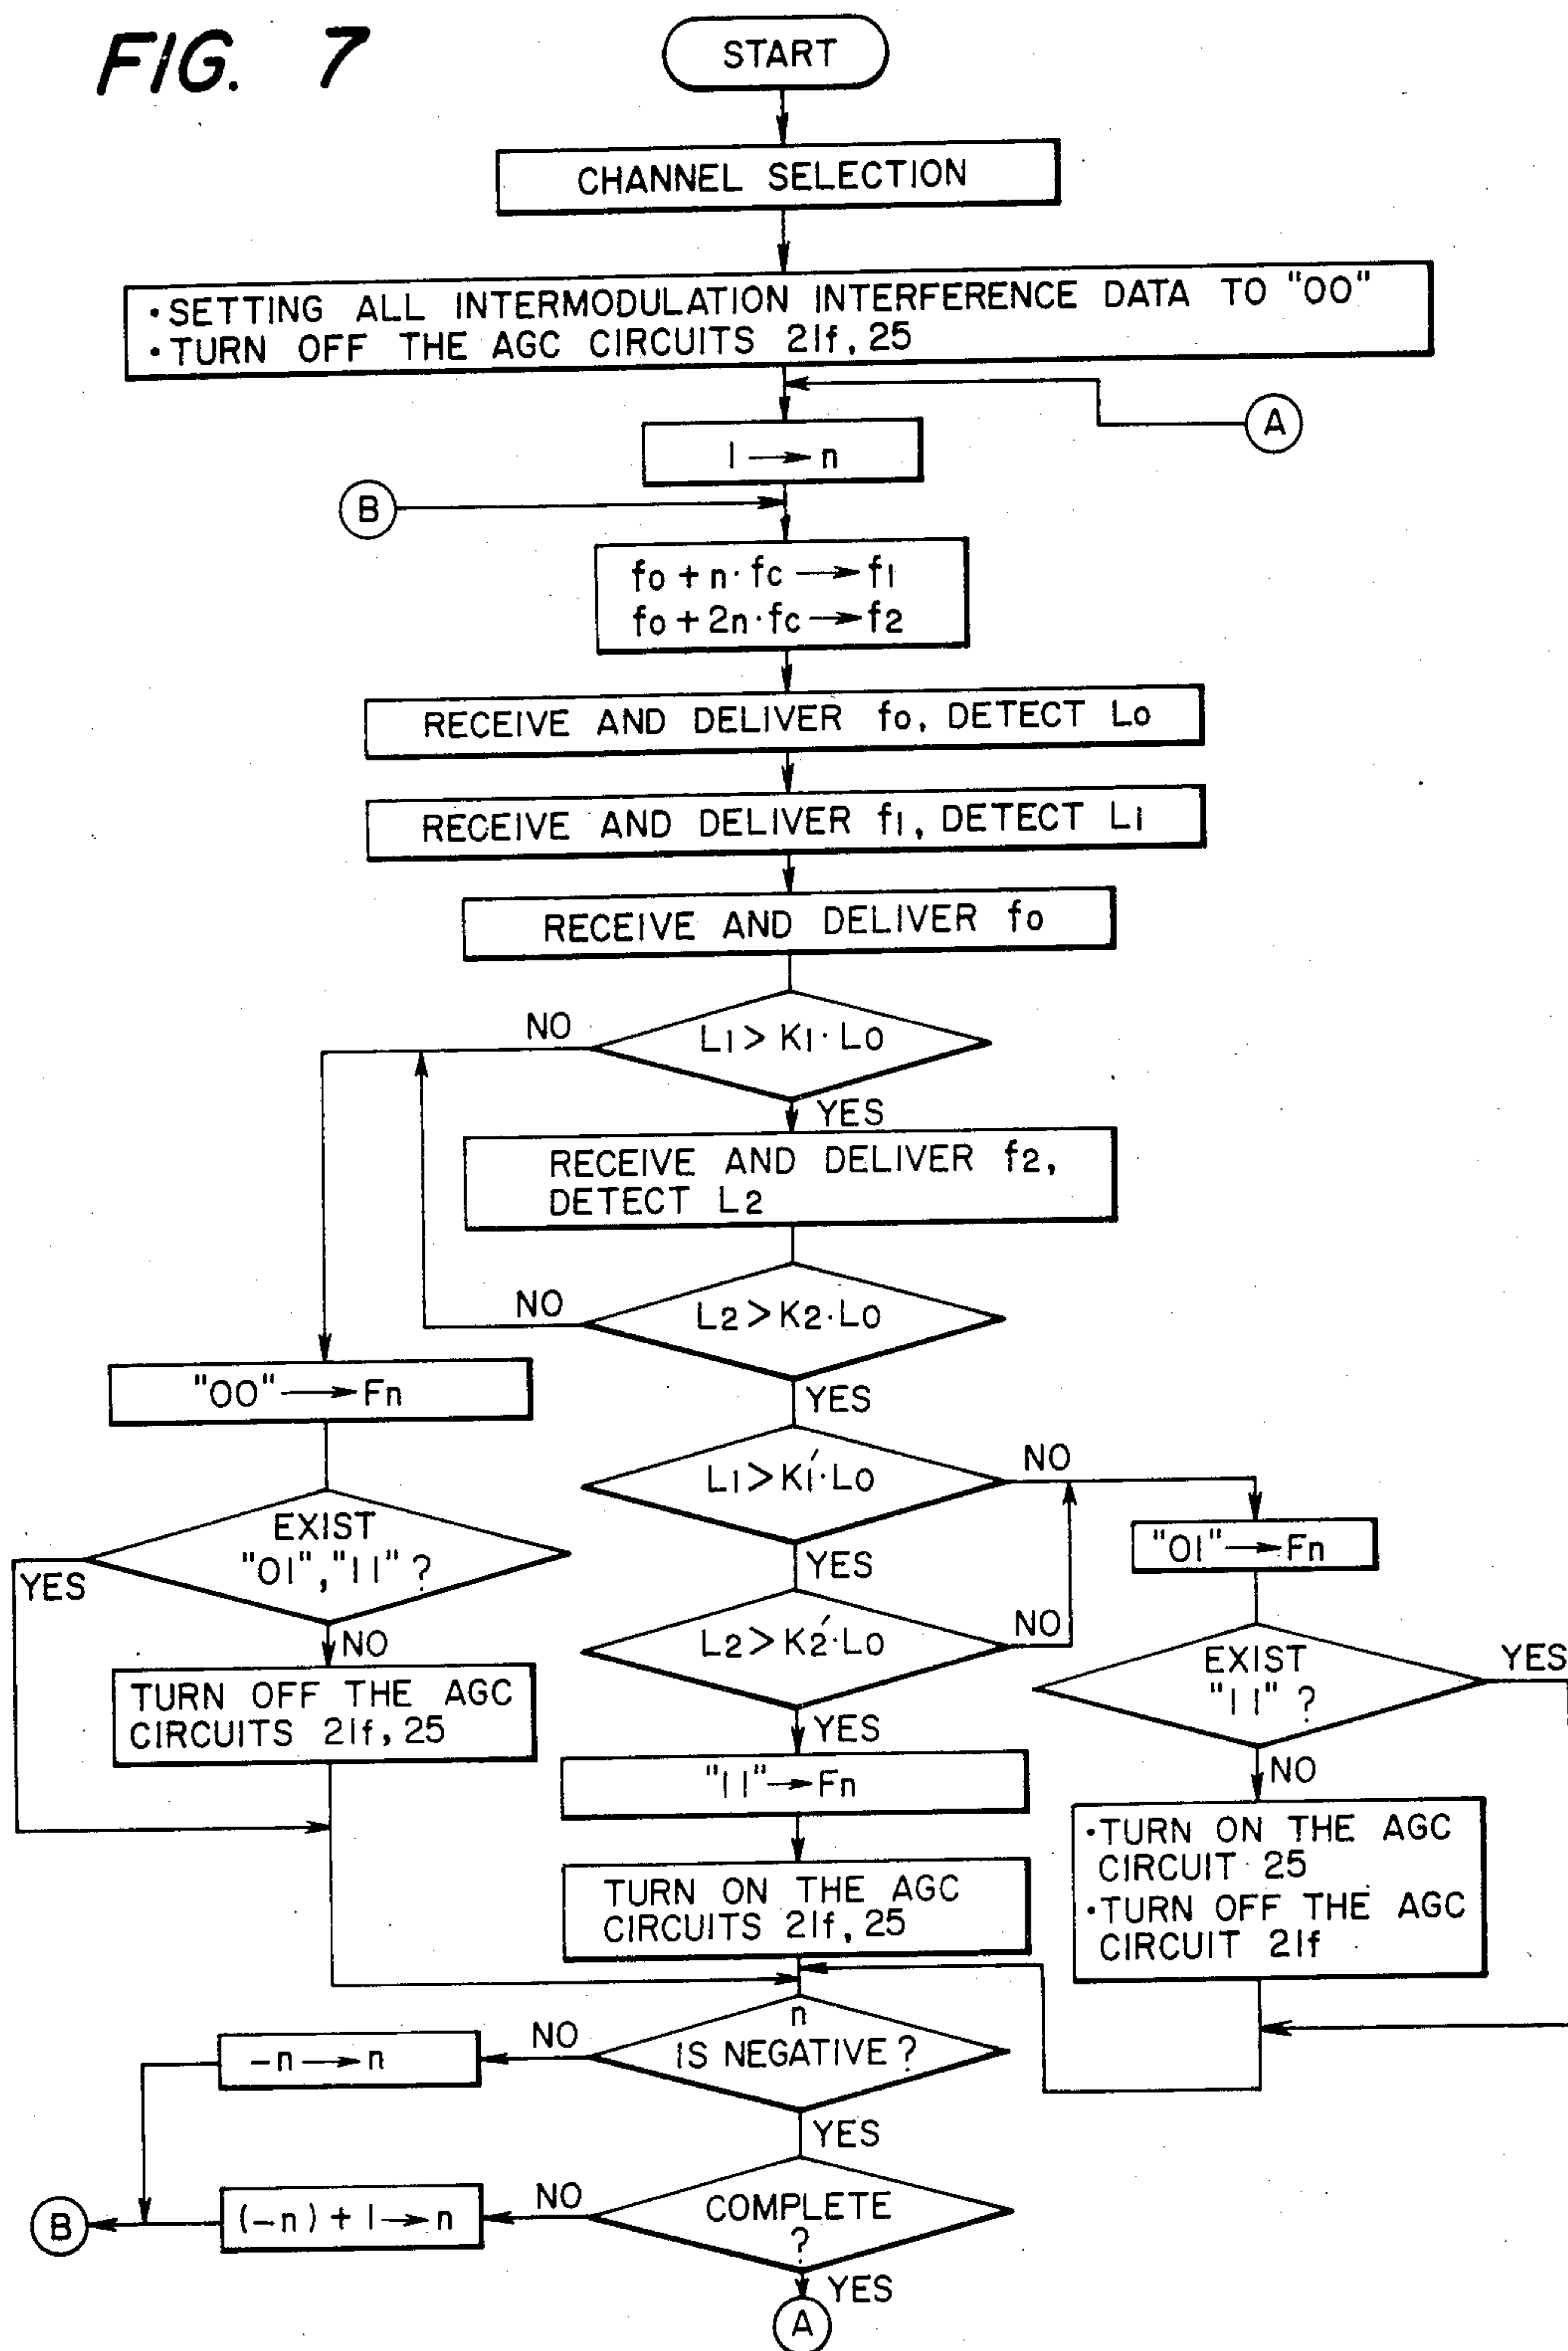 FIG. 7
START
CHANNEL SELECTION
·SETTING ALL INTERMODULATION INTERFERENCE DATA TO "00"
·TURN OFF THE AGC CIRCUITS 21f, 25
A
1 → n
B
fo + n·fc → f1
fo + 2n·fc → f2
RECEIVE AND DELIVER fo, DETECT Lo
RECEIVE AND DELIVER f1, DETECT L1
RECEIVE AND DELIVER fo
L1 > K1·Lo
NO
YES
RECEIVE AND DELIVER f2,
DETECT L2
L2 > K2·Lo
NO
YES
"00" → Fn
L1 > K1'·Lo
NO
YES
EXIST
"01", "11" ?
YES
NO
"01" → Fn
L2 > K2'·Lo
NO
YES
EXIST
"11" ?
YES
NO
TURN OFF THE AGC
CIRCUITS 21f, 25
"11" → Fn
TURN ON THE AGC
CIRCUITS 21f, 25
·TURN ON THE AGC
CIRCUIT 25
·TURN OFF THE AGC
CIRCUIT 21f
n
IS NEGATIVE ?
NO
-n → n
YES
COMPLETE
?
NO
(-n) + 1 → n
B
YES
A